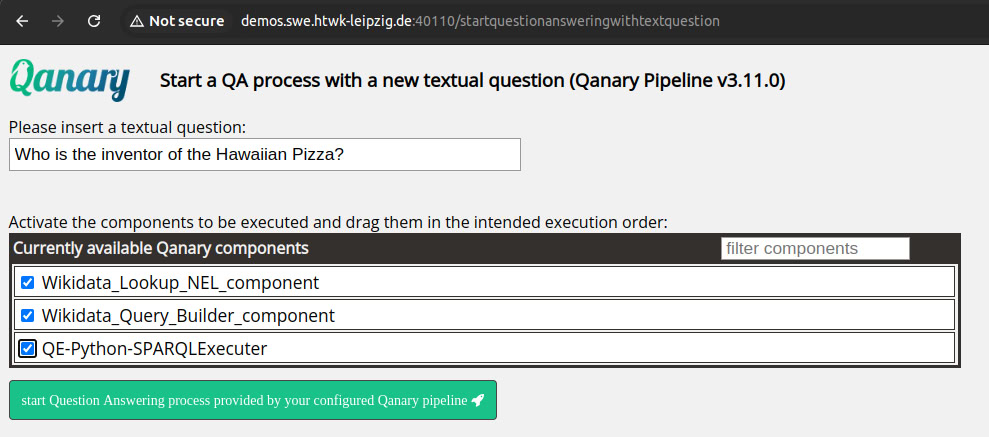 Not secure demos.swe.htwk-leipzig.de:40110/startquestionansweringwithtextquestion
Qanary Start a QA process with a new textual question (Qanary Pipeline v3.11.0)
Please insert a textual question:
Who is the inventor of the Hawaiian Pizza?
Activate the components to be executed and drag them in the intended execution order:
Currently available Qanary components filter components
Wikidata_Lookup_NEL_component
Wikidata_Query_Builder_component
QE-Python-SPARQLExecuter
start Question Answering process provided by your configured Qanary pipeline